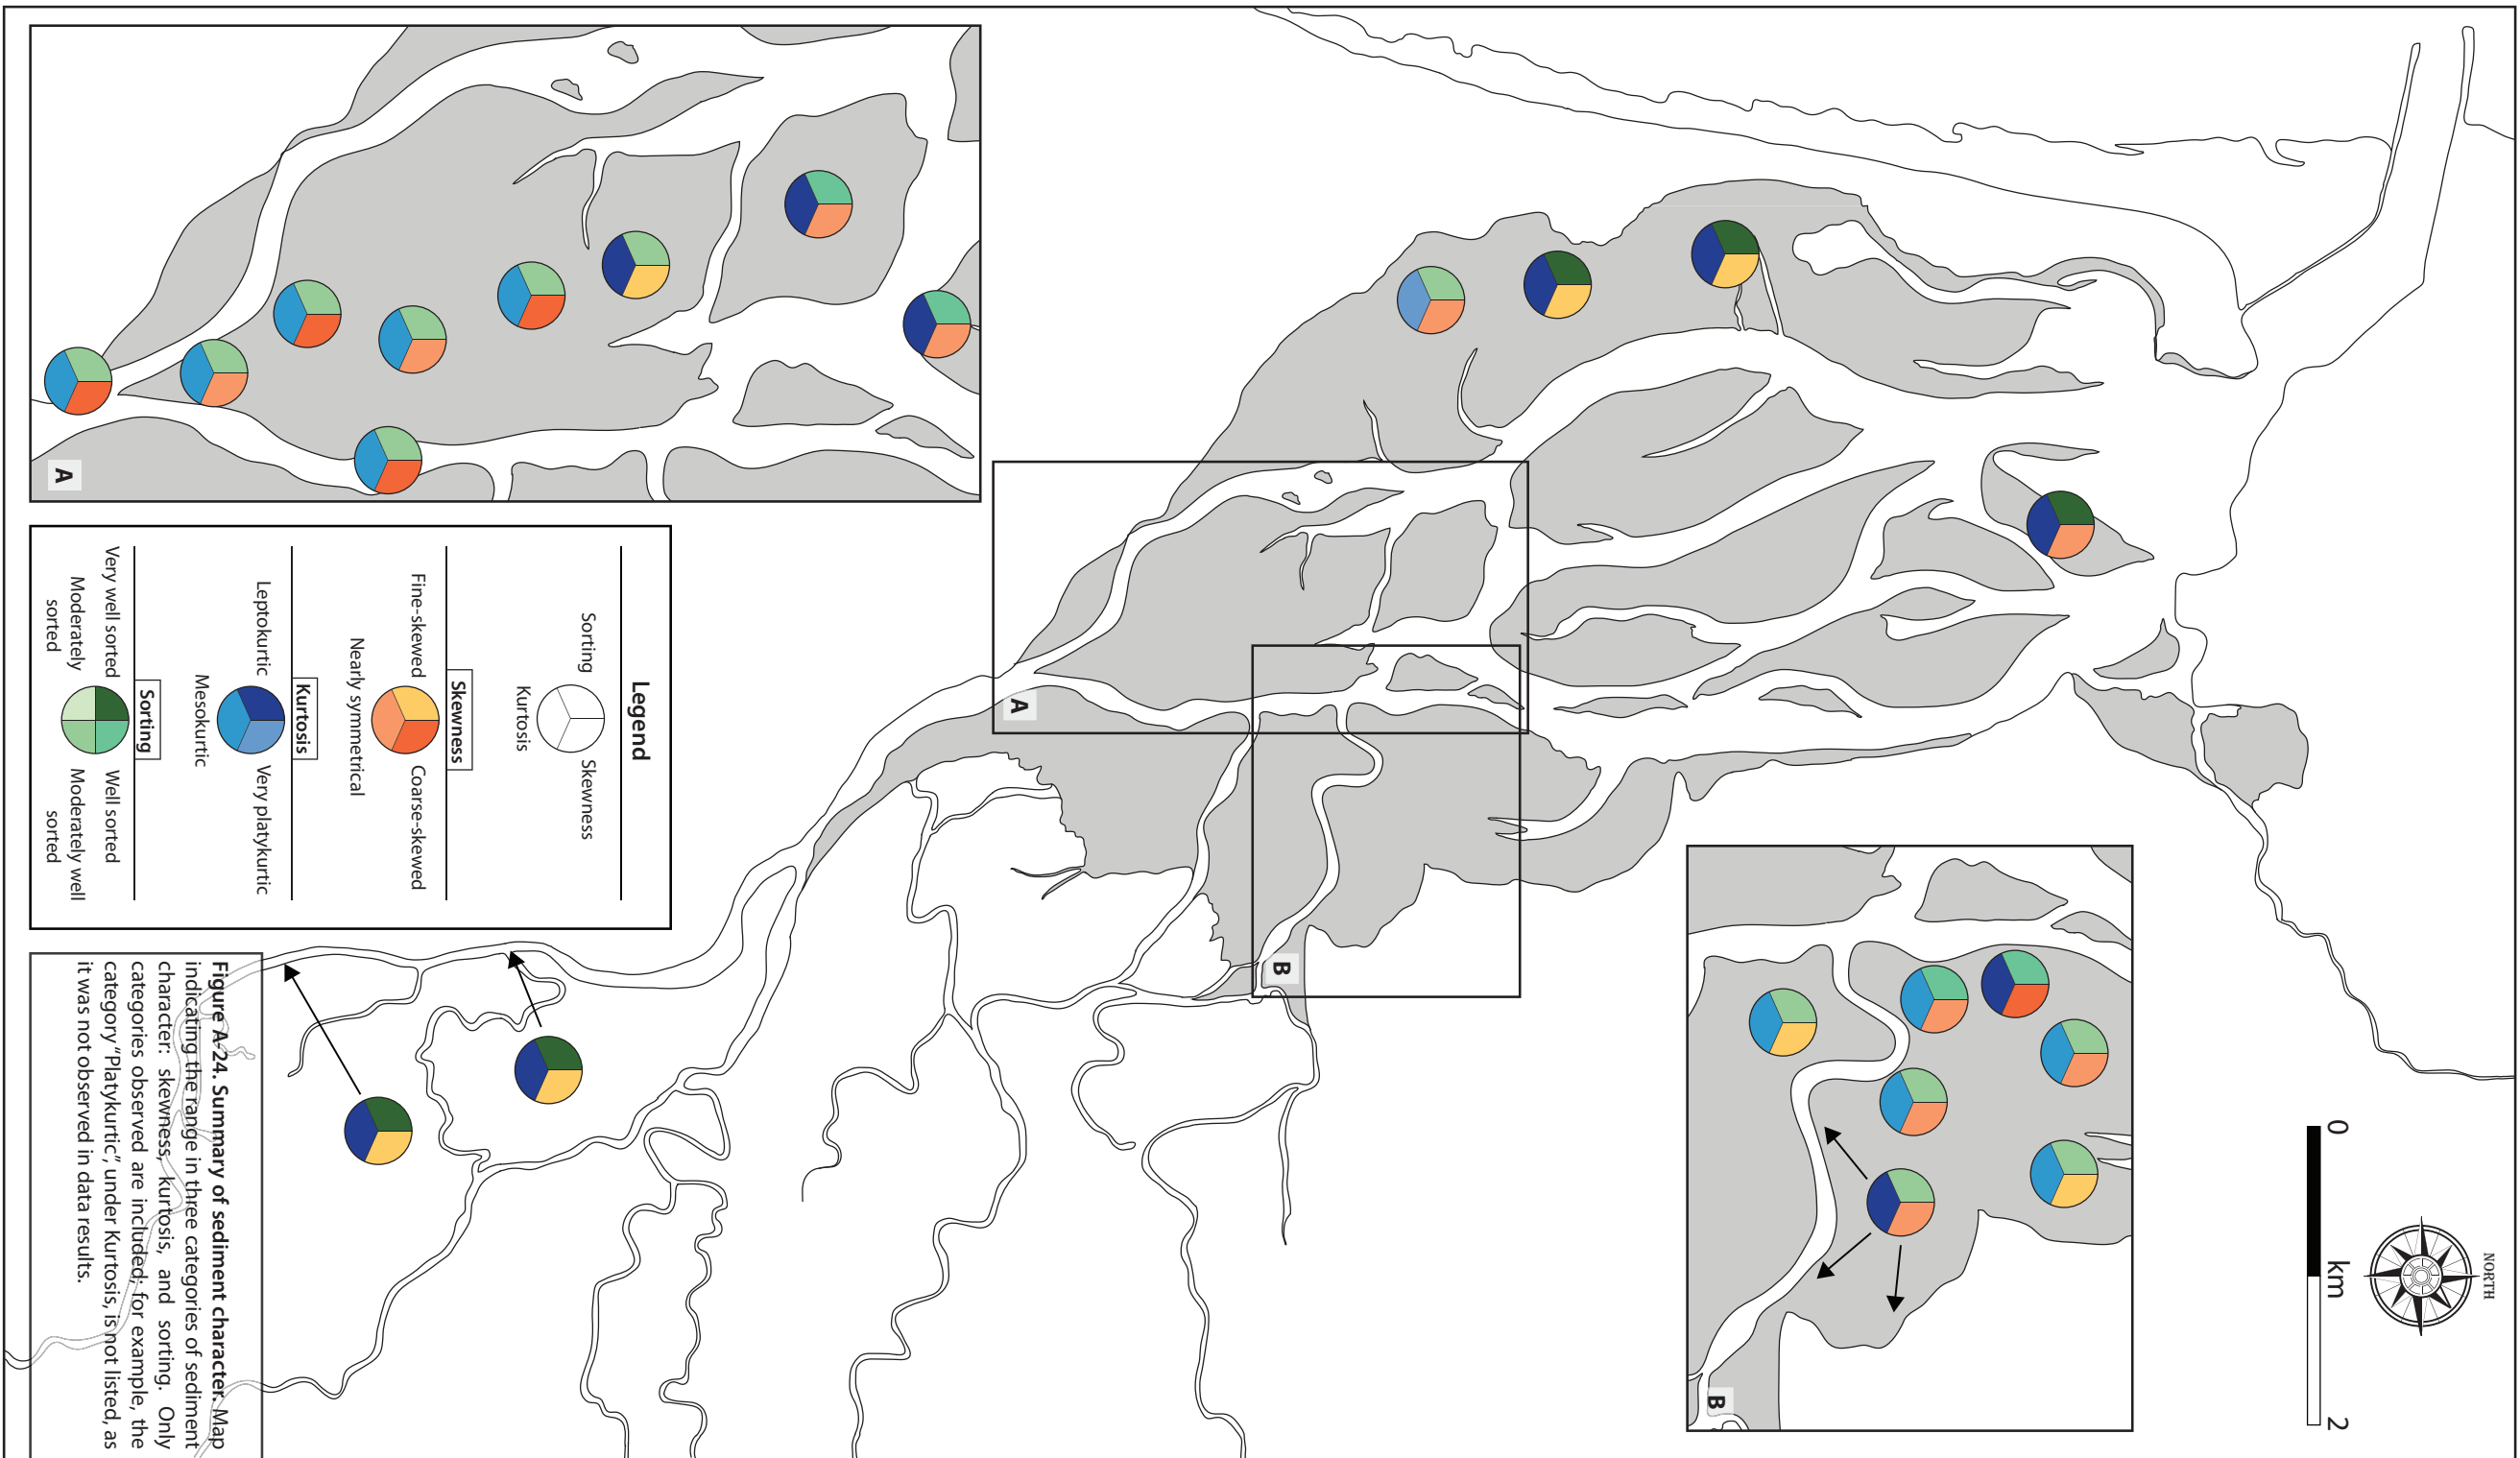 NORTH
0 km 2
A
B
A
B
Legend
Sorting
Skewness
Kurtosis
Skewness
Fine-skewed
Coarse-skewed
Nearly symmetrical
Kurtosis
Leptokurtic
Very platykurtic
Mesokurtic
Sorting
Very well sorted
Well sorted
Moderately
sorted
Moderately well
sorted
Figure A-24. Summary of sediment character. Map
indicating the range in three categories of sediment
character: skewness, kurtosis, and sorting. Only
categories observed are included; for example, the
category “Platykurtic”, under Kurtosis, is not listed, as
it was not observed in data results.